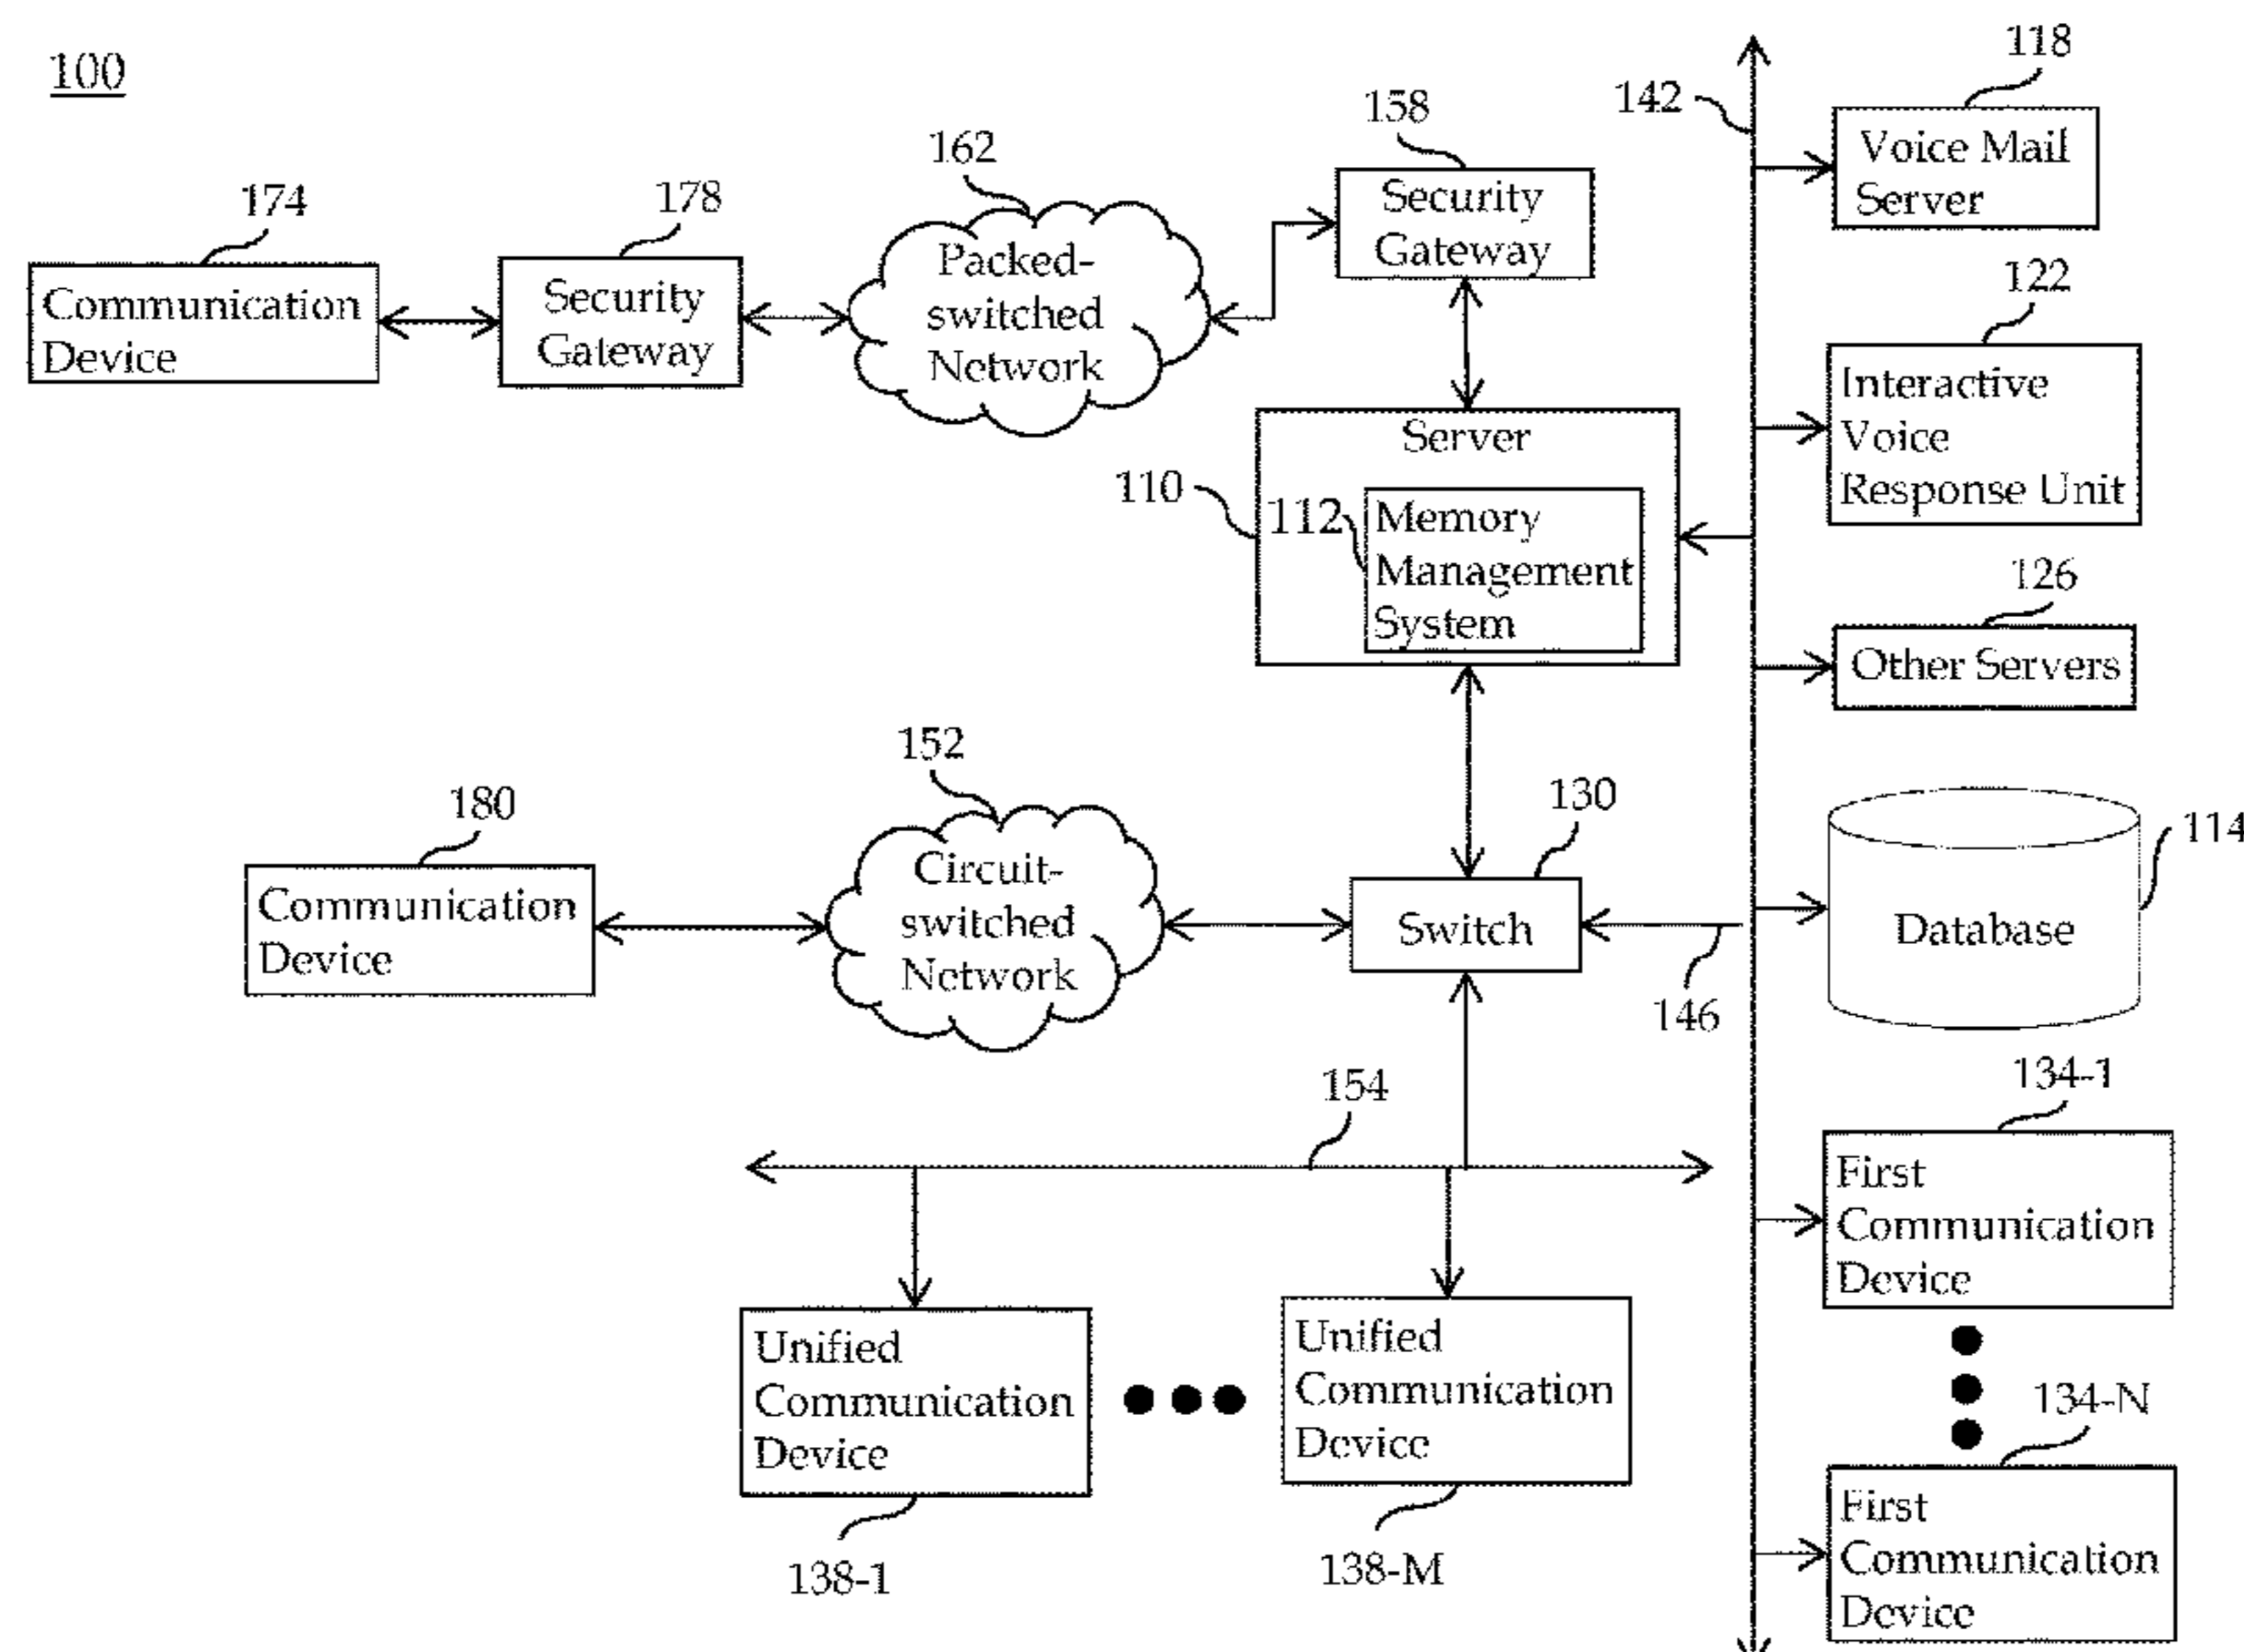 100
118
142
158
162
Voice Mail
Server
178
174
Security
Gateway
Packed-
switched
Network
Communication
Device
Security
Gateway
122
Interactive
Voice
Response Unit
Server
110
112
Memory
Management
System
126
Other Servers
152
180
130
114
Communication
Device
Circuit-
switched
Network
Switch
Database
146
154
134-1
First
Communication
Device
Unified
Communication
Device
Unified
Communication
Device
134-N
First
Communication
Device
138-1
138-M